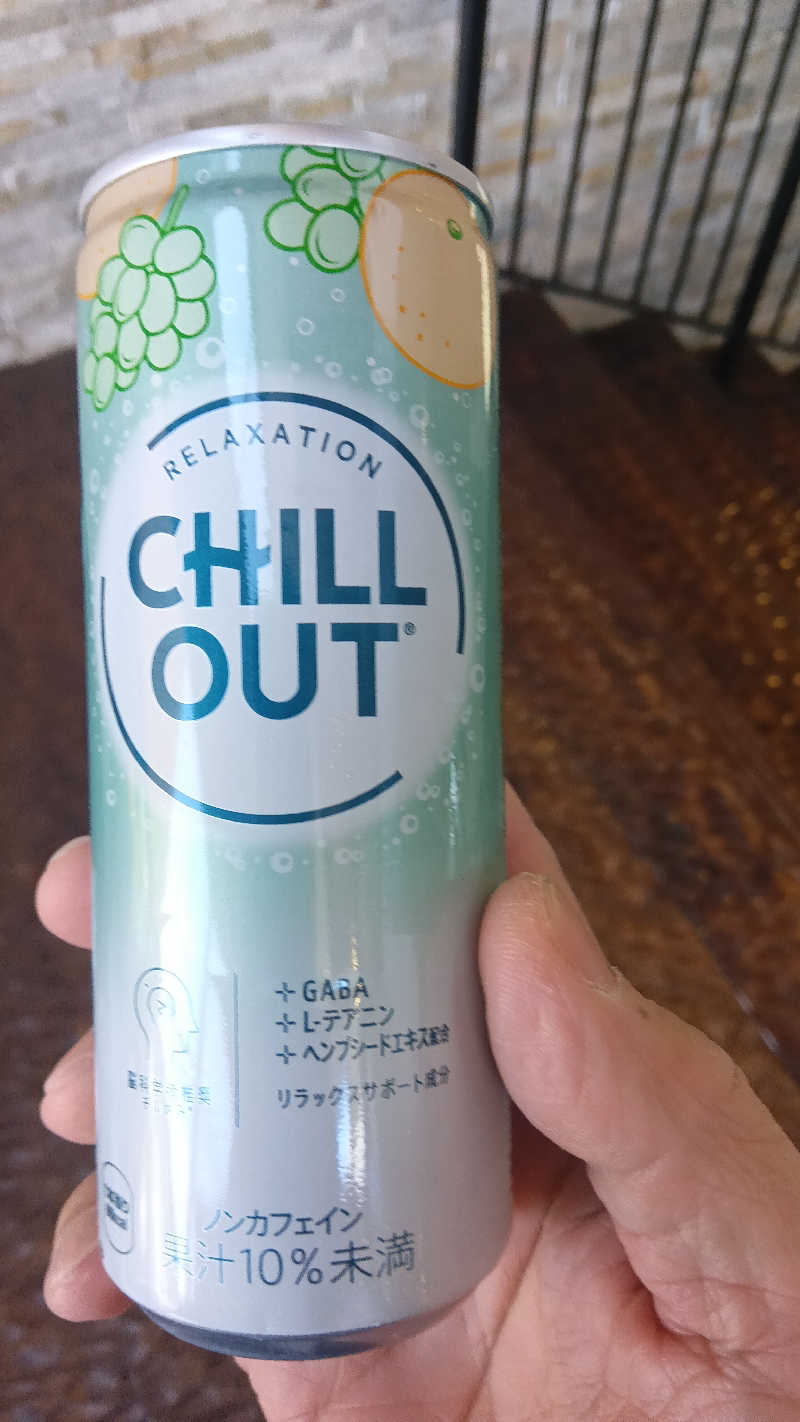 RELAXATION
CHILL
OUT®
GABA
L-テアニン
ヘンプシードエキス配合
リラックスサポート成分
ノンカフェイン
果汁10%未満